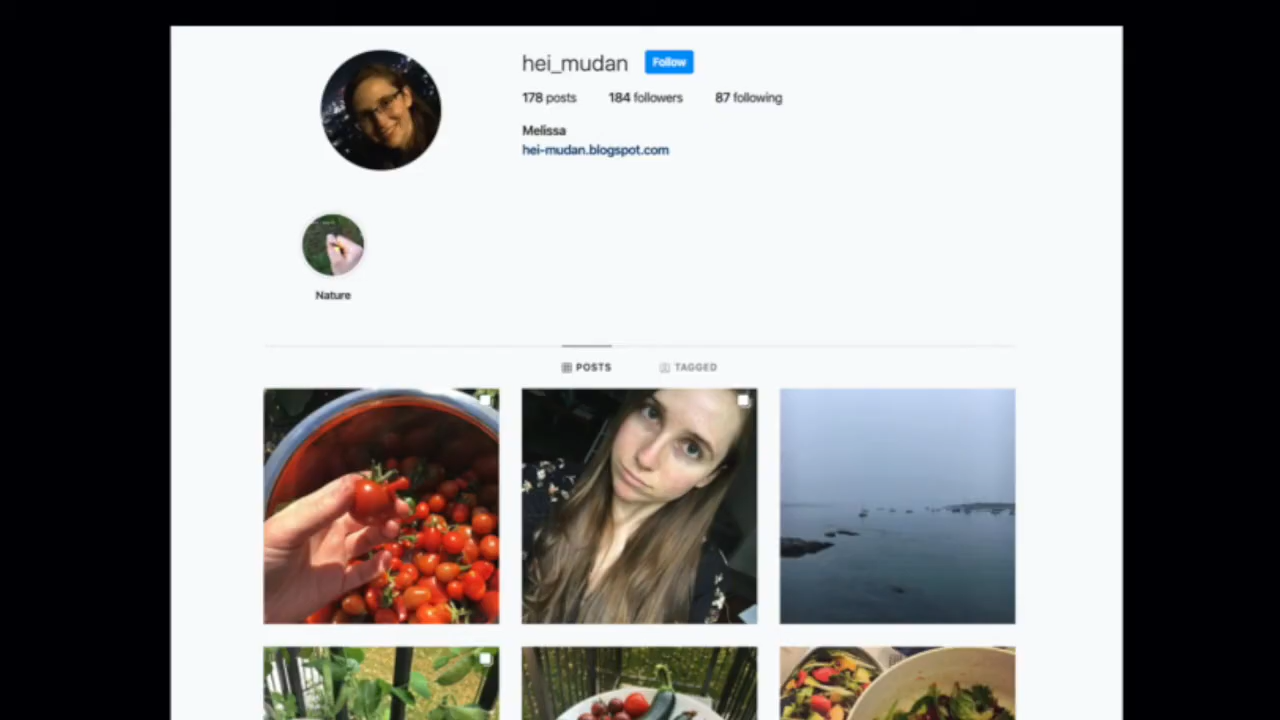 hei_mudan Follow
178 posts 184 followers 87 following
Melissa
hei-mudan.blogspot.com
Nature
POSTS TAGGED